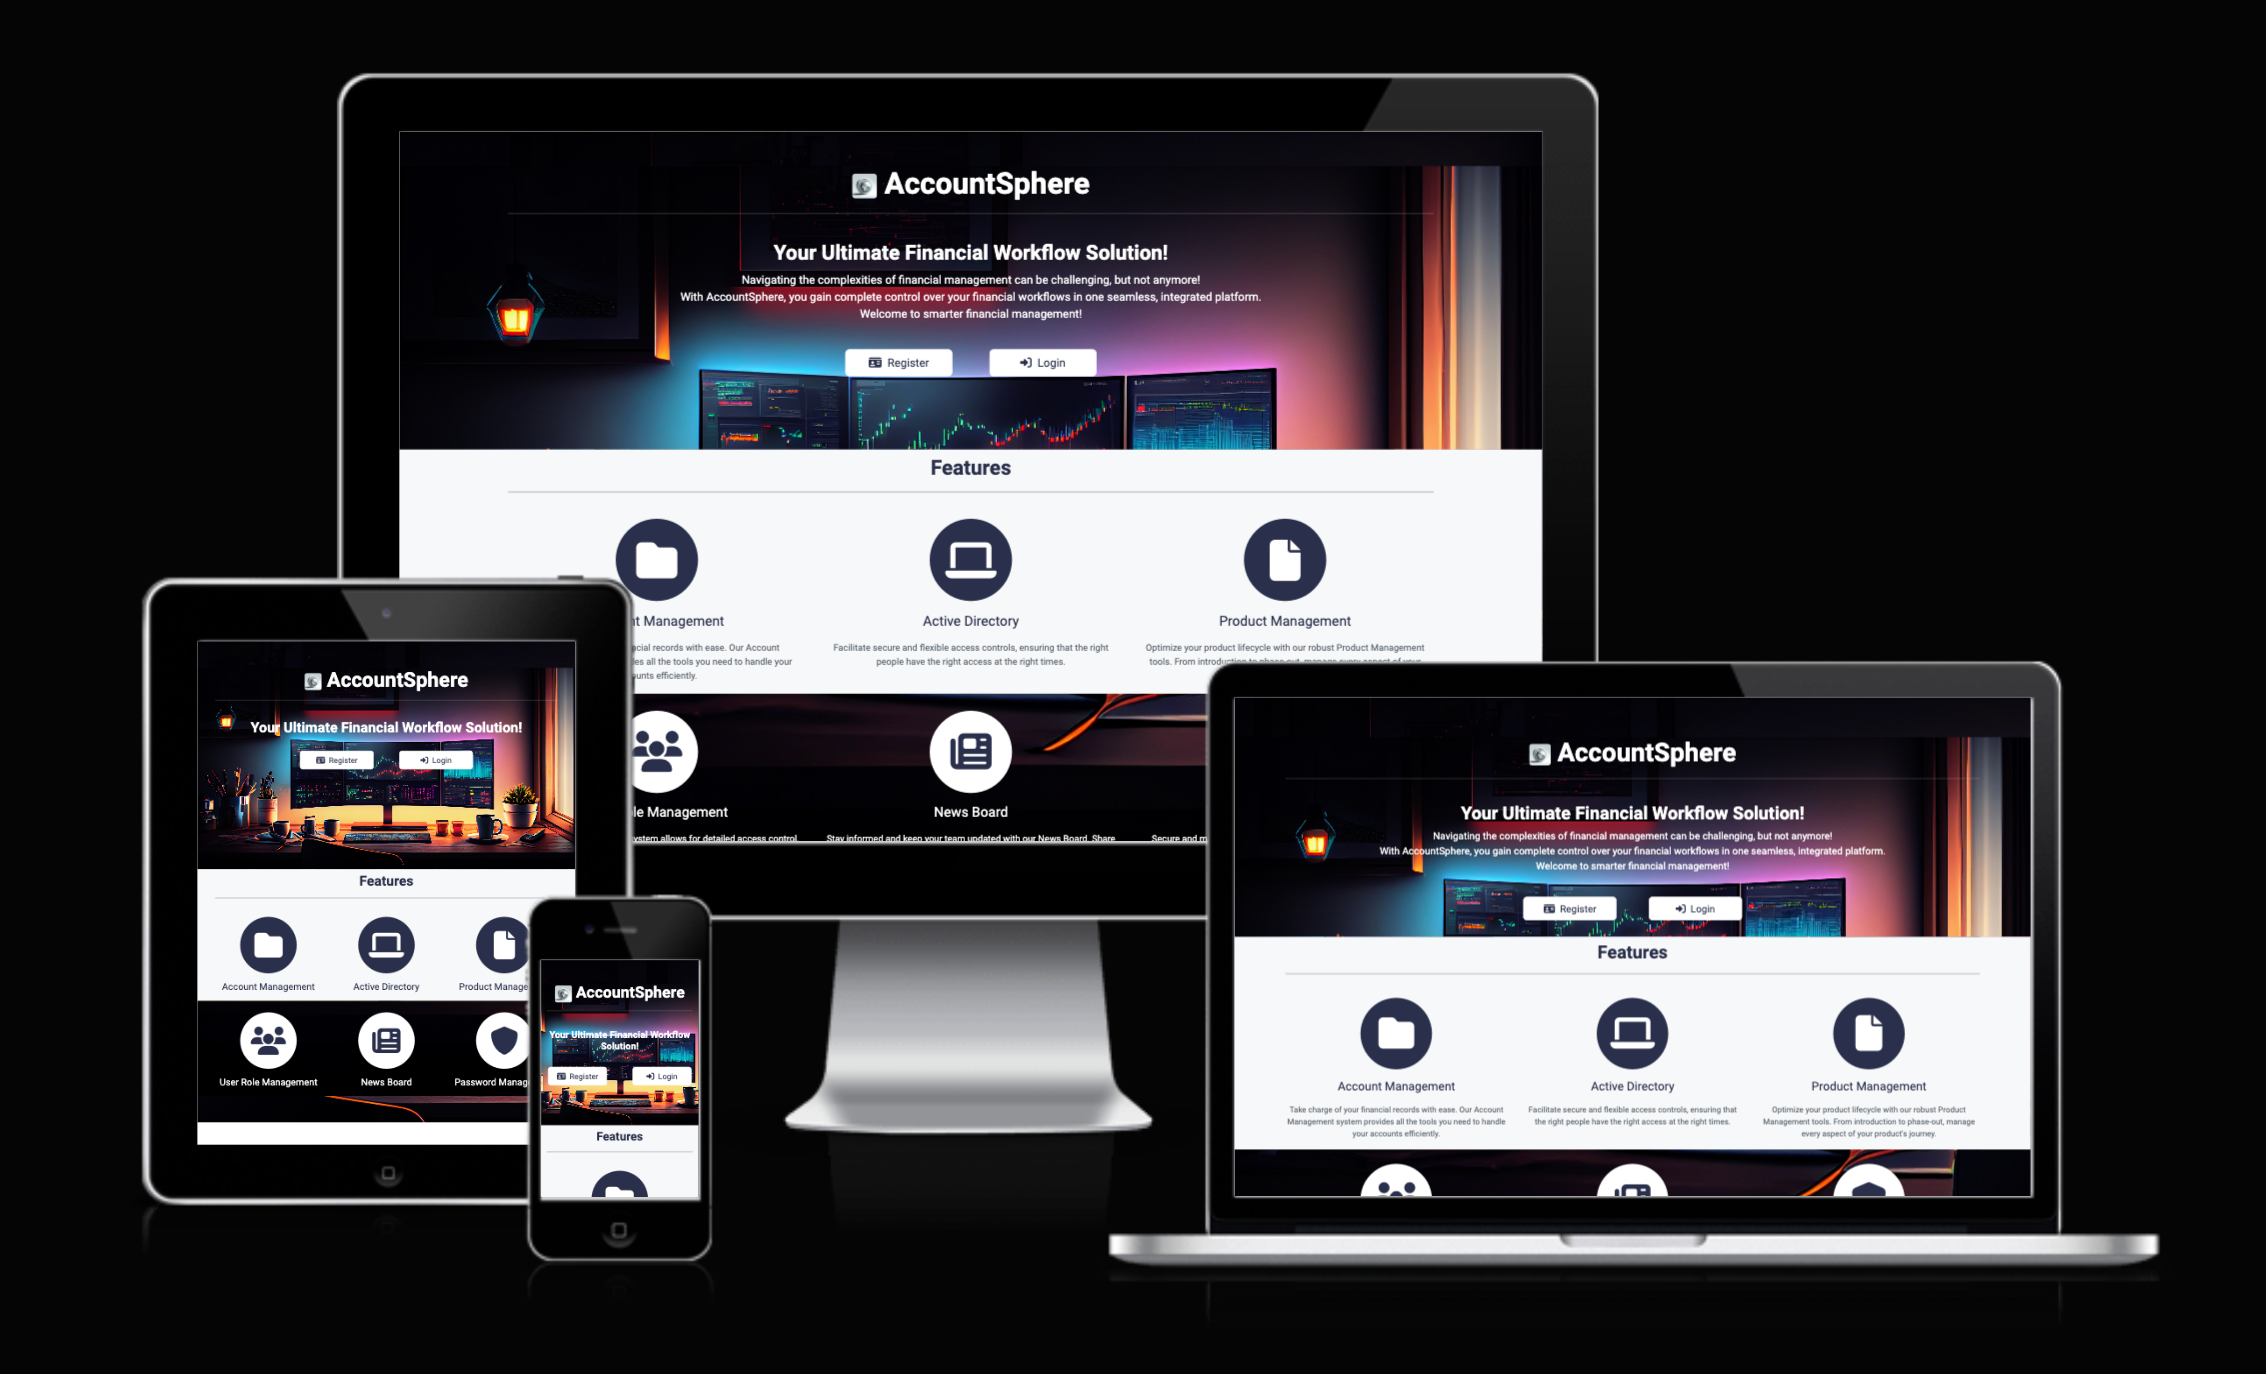 AccountSphere
Your Ultimate Financial Workflow Solution!
Navigating the complexities of financial management can be challenging, but not anymore!
With AccountSphere, you gain complete control over your financial workflows in one seamless, integrated platform.
Welcome to smarter financial management!
Register
Login
Features
nt Management
Active Directory
Product Management
ncial records with ease. Our Account
des all the tools you need to handle your
unts efficiently.
Facilitate secure and flexible access controls, ensuring that the right
people have the right access at the right times.
Optimize your product lifecycle with our robust Product Management
tools. From introduction to phase-out, manage every aspect of your
le Management
News Board
ystem allows for detailed access control
Stay informed and keep your team updated with our News Board. Share
Secure and m
AccountSphere
Your Ultimate Financial Workflow Solution!
Register
Login
Features
Account Management
Active Directory
Product Manage
User Role Management
News Board
Password Manag
AccountSphere
Your Ultimate Financial Workflow
Solution!
Register
Login
Features
AccountSphere
Your Ultimate Financial Workflow Solution!
Navigating the complexities of financial management can be challenging, but not anymore!
With AccountSphere, you gain complete control over your financial workflows in one seamless, integrated platform.
Welcome to smarter financial management!
Register
Login
Features
Account Management
Active Directory
Product Management
Take charge of your financial records with ease. Our Account
Management system provides all the tools you need to handle
your accounts efficiently.
Facilitate secure and flexible access controls, ensuring that
the right people have the right access at the right times.
Optimize your product lifecycle with our robust Product
Management tools. From introduction to phase-out, manage
every aspect of your product's journey.